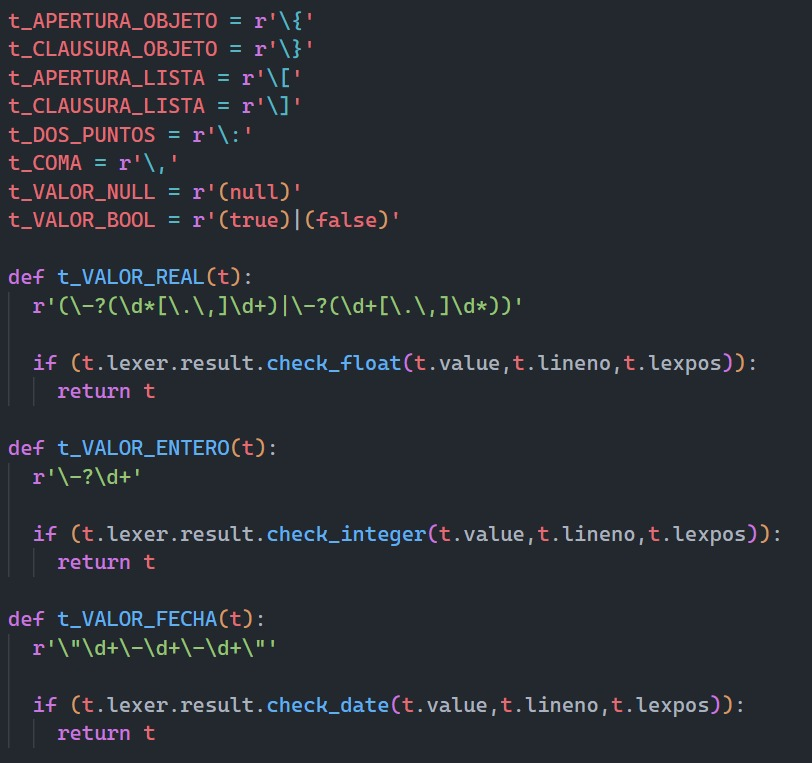 t_APERTURA_OBJETO = r'\{'
t_CLAUSURA_OBJETO = r'\}'
t_APERTURA_LISTA = r'\['
t_CLAUSURA_LISTA = r'\]'
t_DOS_PUNTOS = r'\:'
t_COMA = r'\,'
t_VALOR_NULL = r'(null)'
t_VALOR_BOOL = r'(true)|(false)'
def t_VALOR_REAL(t):
r'(\-?(\d*[\.\,]\d+)|\-?(\d+[\.\,]\d*))'
if (t.lexer.result.check_float(t.value,t.lineno,t.lexpos)):
return t
def t_VALOR_ENTERO(t):
r'\-?\d+'
if (t.lexer.result.check_integer(t.value,t.lineno,t.lexpos)):
return t
def t_VALOR_FECHA(t):
r'\"\d+\-\d+\-\d+\"'
if (t.lexer.result.check_date(t.value,t.lineno,t.lexpos)):
return t